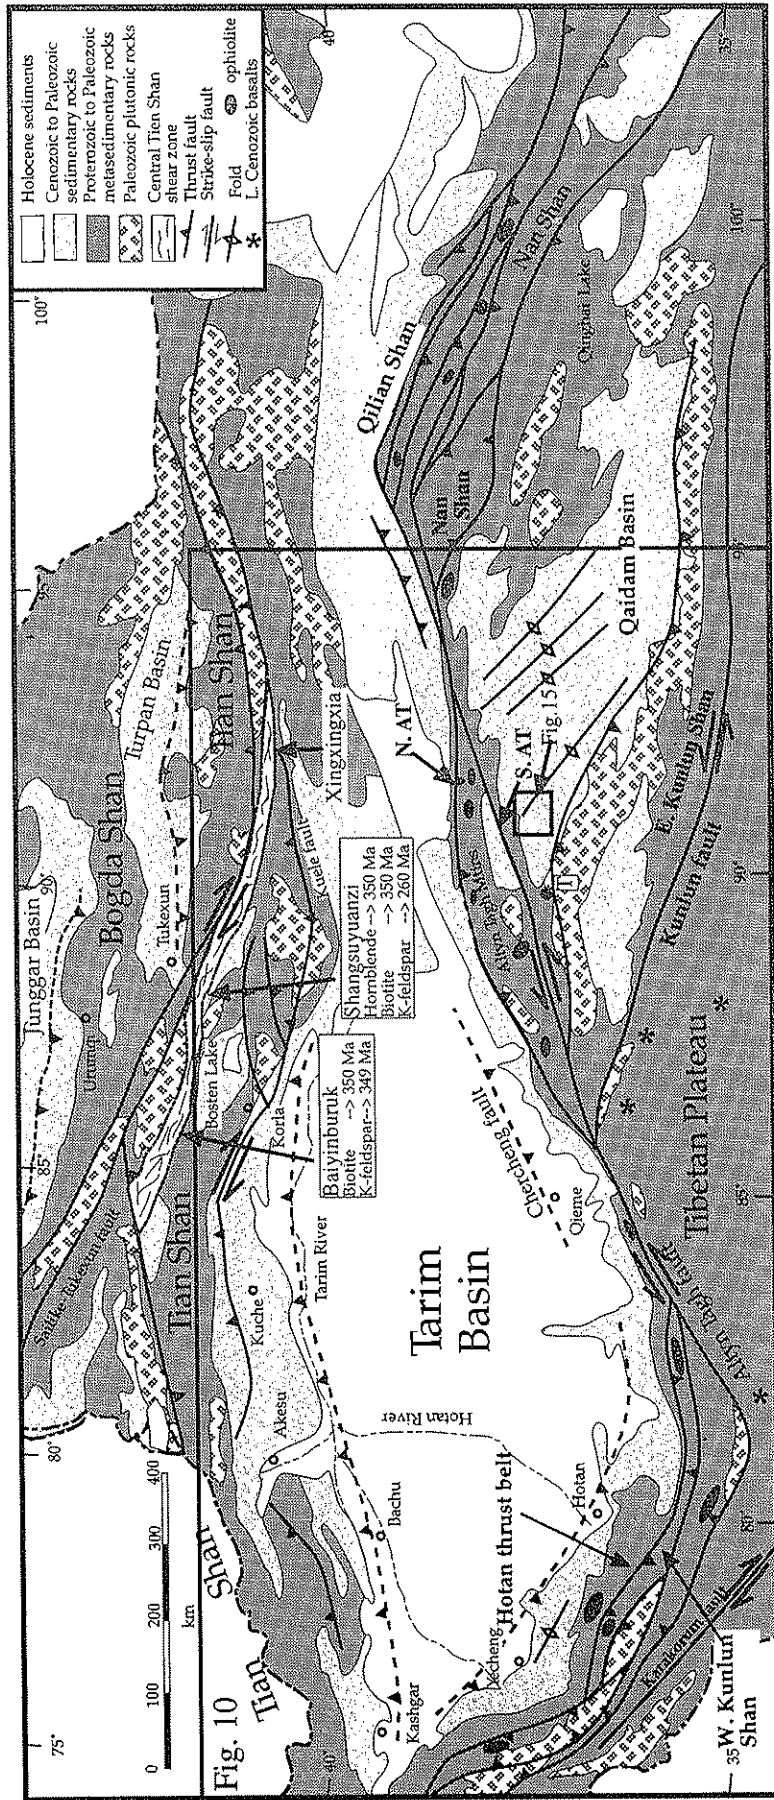 Holocene sediments
Cenozoic to Paleozoic
sedimentary rocks
Proterozoic to Paleozoic
metasedimentary rocks
Paleozoic plutonic rocks
Central Tien Shan
shear zone
Thrust fault
Strike-slip fault
Fold
ophiolite
L. Cenozoic basalts
75°
80°
85°
90°
95°
100°
40°
35°
40°
35°
80°
85°
90°
95°
100°
0 100 200 300 400
km
Fig. 10
Tian
Shan
Tian Shan
Tian Shan
Junggar Basin
Bogda Shan
Turpan Basin
Urumqi
Tukexun
Bosten Lake
Korla
Kuche
Akesu
Bachu
Kashgar
Tarim River
Hotan River
Hotan
Yecheng
Hotan thrust belt
Tarim
Basin
Chercheng fault
Qieme
Baiyinburuk
Biotite --> 350 Ma
K-feldspar--> 349 Ma
Shangsuyuanzi
Hornblende --> 350 Ma
Biotite --> 350 Ma
K-feldspar --> 260 Ma
Kuele fault
Xingxingxia
N. AT
S. AT
Fig. 15
Altyn Tagh Mtns.
Altyn Tagh fault
Tibetan Plateau
Kunlun fault
E. Kunlun Shan
Qaidam Basin
Nan
Shan
Qilian Shan
Nan Shan
Qinghai Lake
Karakorum fault
W. Kunlun
Shan